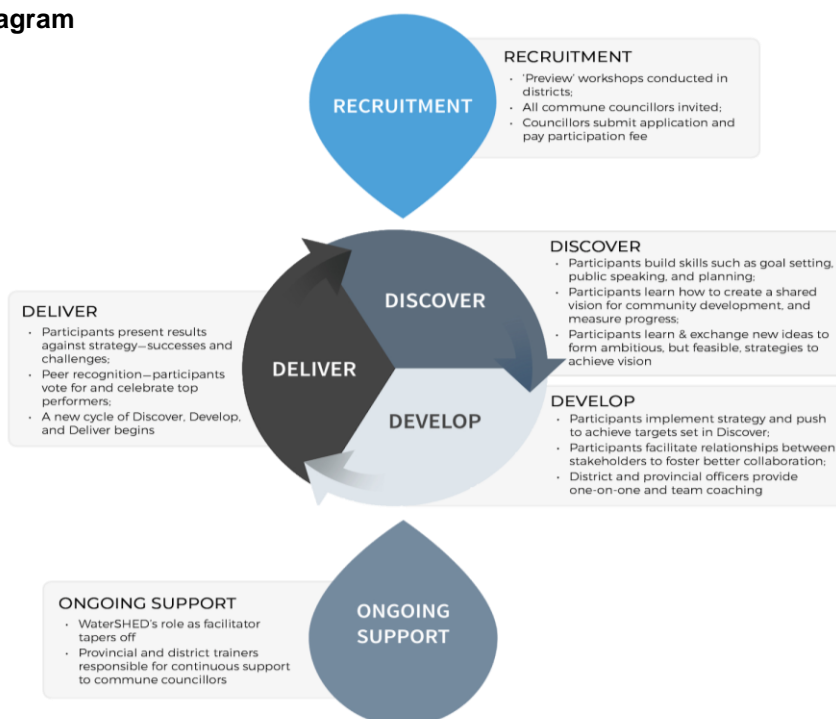 agram
RECRUITMENT
RECRUITMENT
· 'Preview' workshops conducted in
districts;
· All commune councillors invited;
· Councillors submit application and
pay participation fee
DISCOVER
DISCOVER
· Participants build skills such as goal setting,
public speaking, and planning;
· Participants learn how to create a shared
vision for community development, and
measure progress;
· Participants learn & exchange new ideas to
form ambitious, but feasible, strategies to
achieve vision
DELIVER
· Participants present results
against strategy—successes and
challenges;
· Peer recognition—participants
vote for and celebrate top
performers;
· A new cycle of Discover, Develop,
and Deliver begins
DELIVER
DEVELOP
DEVELOP
· Participants implement strategy and push
to achieve targets set in Discover;
· Participants facilitate relationships between
stakeholders to foster better collaboration;
· District and provincial officers provide
one-on-one and team coaching
ONGOING SUPPORT
· WaterSHED's role as facilitator
tapers off
· Provincial and district trainers
responsible for continuous support
to commune councillors
ONGOING
SUPPORT